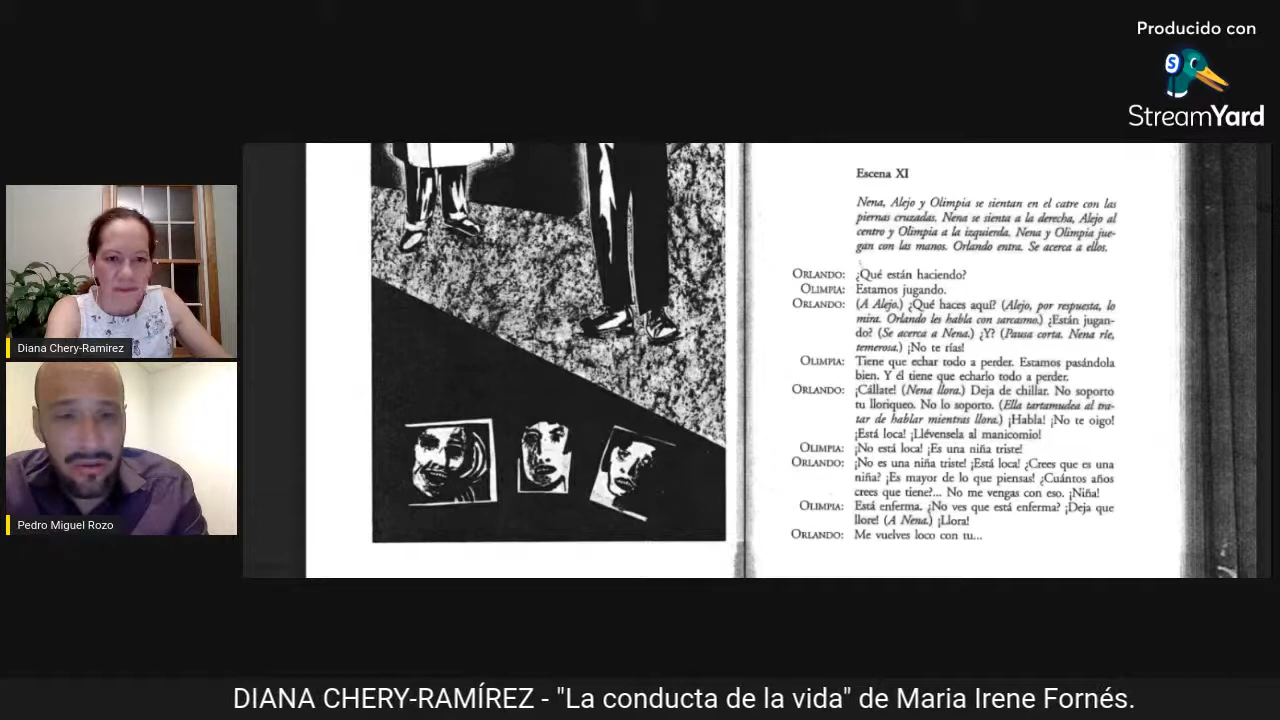 Producido con
StreamYard
Diana Chery-Ramirez
Pedro Miguel Rozo
Escena XI
Nena, Alejo y Olimpia se sientan en el catre con las
piernas cruzadas. Nena se sienta a la derecha, Alejo al
centro y Olimpia a la izquierda. Nena y Olimpia jue-
gan con las manos. Orlando entra. Se acerca a ellos.
ORLANDO: ¿Qué están haciendo?
OLIMPIA: Estamos jugando.
ORLANDO: (A Alejo.) ¿Qué haces aquí? (Alejo, por respuesta, lo
mira. Orlando les habla con sarcasmo.) ¿Están jugan-
do? (Se acerca a Nena.) ¿Y? (Pausa corta. Nena ríe,
temerosa.) ¡No te rías!
OLIMPIA: Tiene que echar todo a perder. Estamos pasándola
bien. Y él tiene que echarlo todo a perder.
ORLANDO: ¡Cállate! (Nena llora.) Deja de chillar. No soporto
tu lloriqueo. No lo soporto. (Ella tartamudea al tra-
tar de hablar mientras llora.) ¡Habla! ¡No te oigo!
¡Está loca! ¡Llévensela al manicomio!
OLIMPIA: ¡No está loca! ¡Es una niña triste!
ORLANDO: ¡No es una niña triste! ¡Está loca! ¿Crees que es una
niña? ¡Es mayor de lo que piensas! ¿Cuántos años
crees que tiene?... No me vengas con eso. ¡Niña!
OLIMPIA: Está enferma. ¿No ves que está enferma? ¡Deja que
llore! (A Nena.) ¡Llora!
ORLANDO: Me vuelves loco con tu...
DIANA CHERY-RAMÍREZ - "La conducta de la vida" de Maria Irene Fornés.